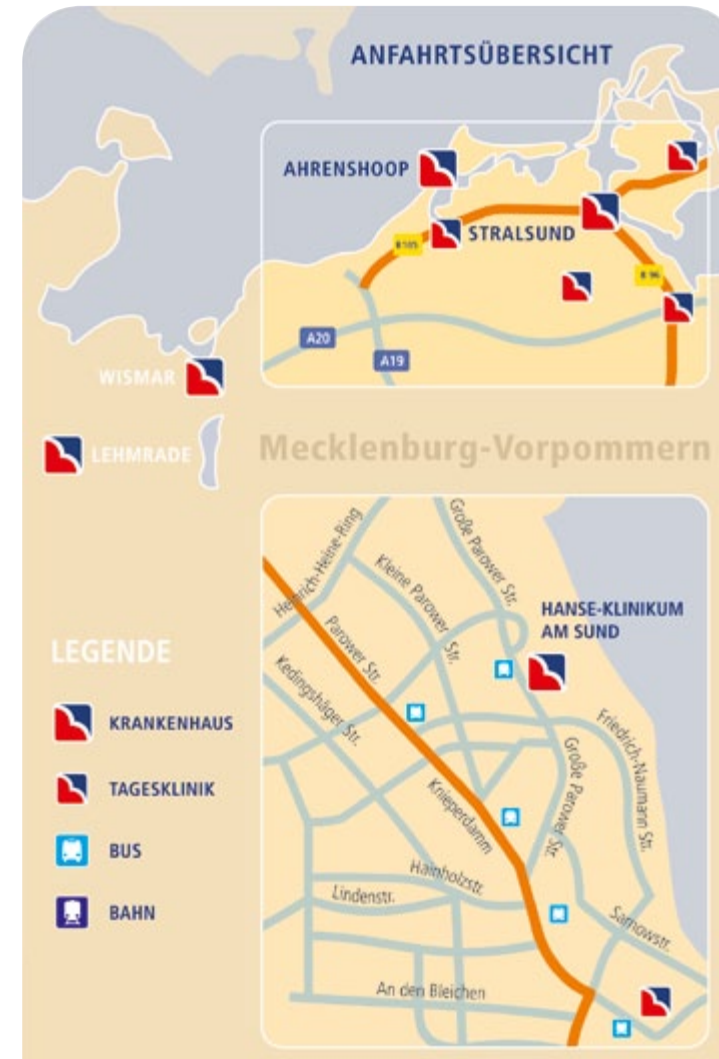 ANFAHRTSÜBERSICHT
AHRENSHOOP
STRALSUND
B 105
B 96
A20
A19
WISMAR
LEHMRADE
Mecklenburg-Vorpommern
Heinrich-Heine-Ring
Große Parower Str.
Kleine Parower Str.
HANSE-KLINIKUM
AM SUND
Parower Str.
Kedingshäger Str.
Friedrich-Naumann Str.
Große Parower Str.
Knieperdamm
Hainholzstr.
Lindenstr.
Sarnowstr.
An den Bleichen
LEGENDE
KRANKENHAUS
TAGESKLINIK
BUS
BAHN